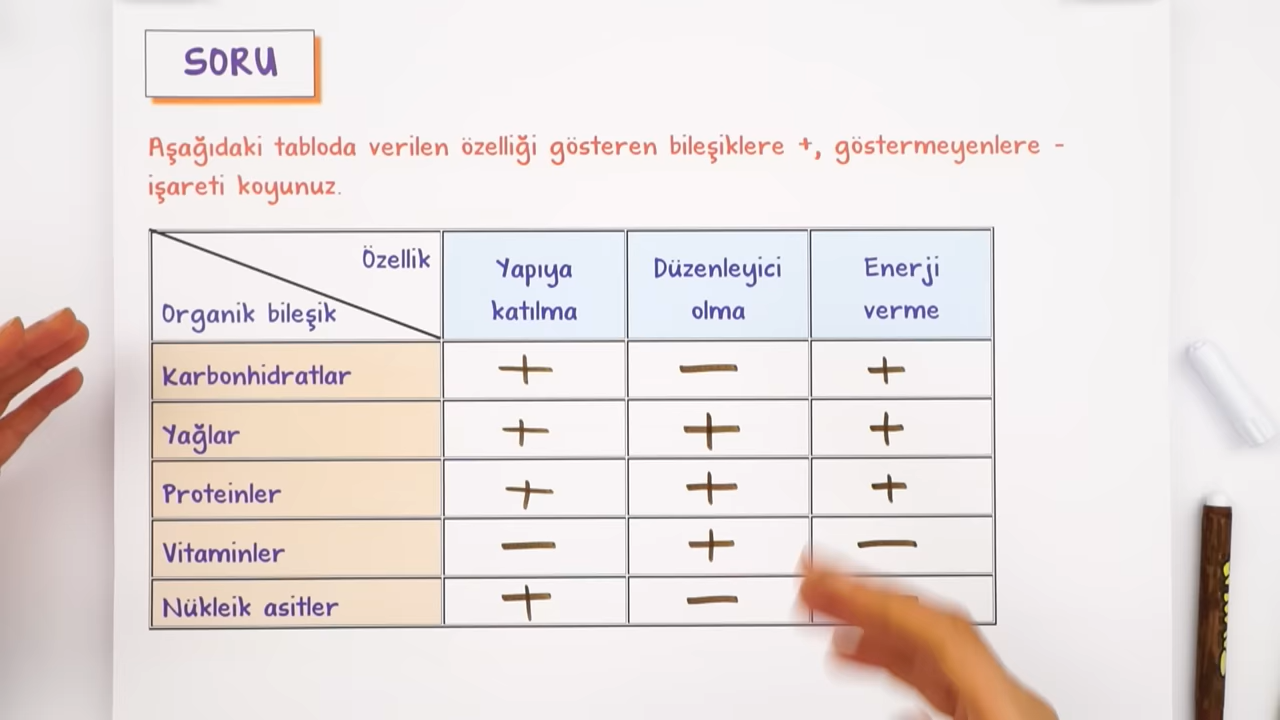 SORU
Aşağıdaki tabloda verilen özelliği gösteren bileşiklere +, göstermeyenlere -
işareti koyunuz.
Özellik
Organik bileşik
Yapıya katılma
Düzenleyici olma
Enerji verme
Karbonhidratlar + — +
Yağlar + + +
Proteinler + + +
Vitaminler — + —
Nükleik asitler + —